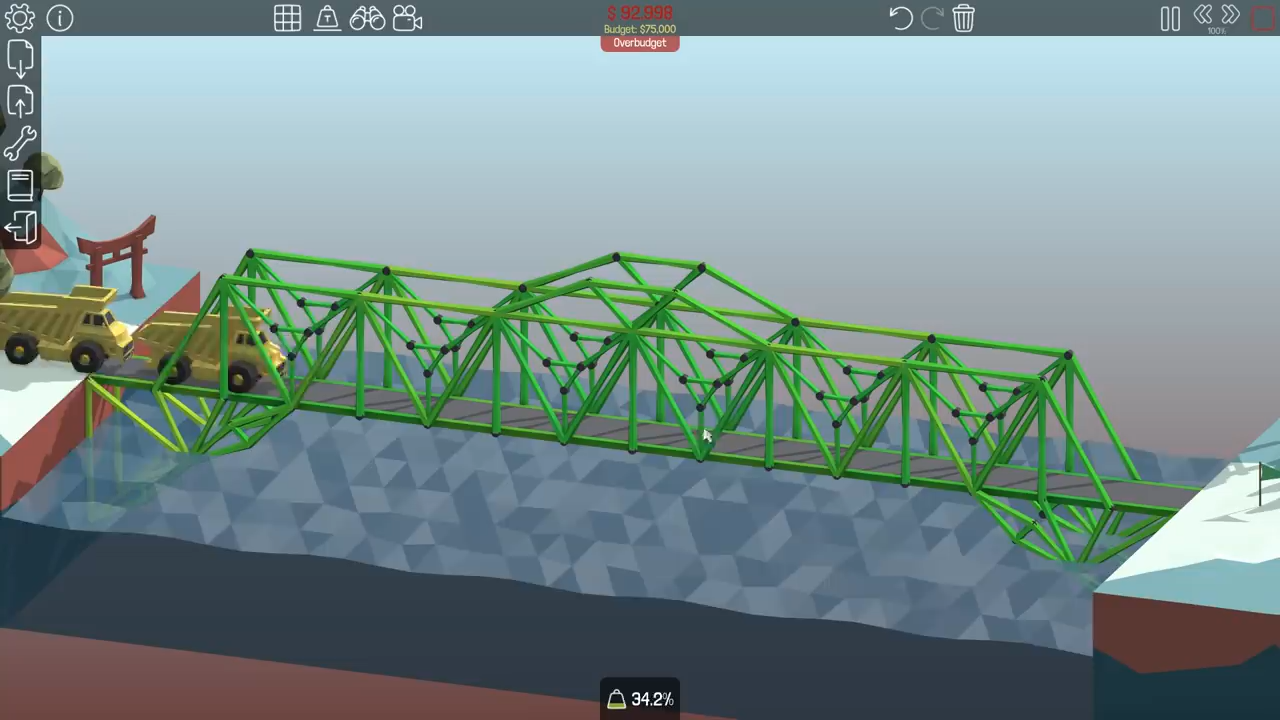 $ 92,998
Budget: $75,000
Overbudget
100%
34.2%